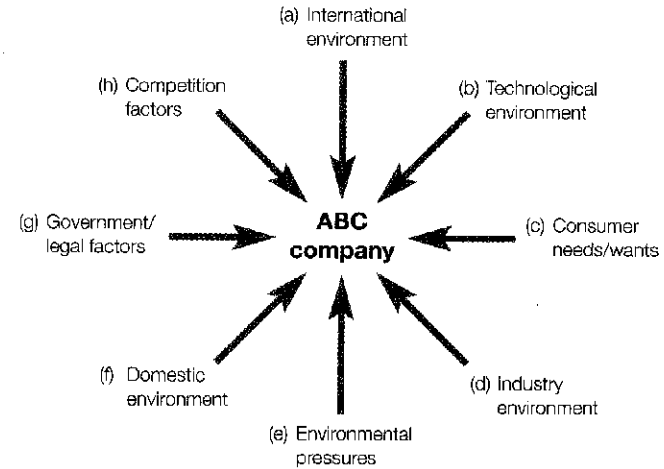 (a) International
environment
(b) Technological
environment
(c) Consumer
needs/wants
(d) Industry
environment
(e) Environmental
pressures
(f) Domestic
environment
(g) Government/
legal factors
(h) Competition
factors
ABC
company